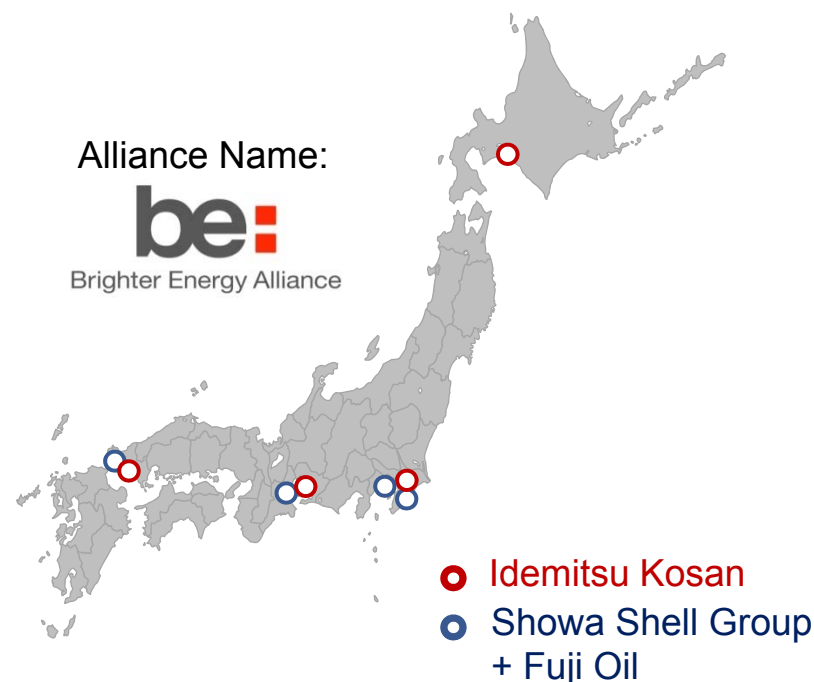 Alliance Name:
be:
Brighter Energy Alliance
Idemitsu Kosan
Showa Shell Group
+ Fuji Oil